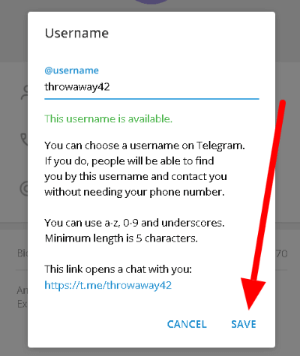 Username
@username
throwaway42
This username is available.
You can choose a username on Telegram.
If you do, people will be able to find
you by this username and contact you
without needing your phone number.
You can use a-z, 0-9 and underscores.
Minimum length is 5 characters.
This link opens a chat with you:
https://t.me/throwaway42
CANCEL SAVE
70